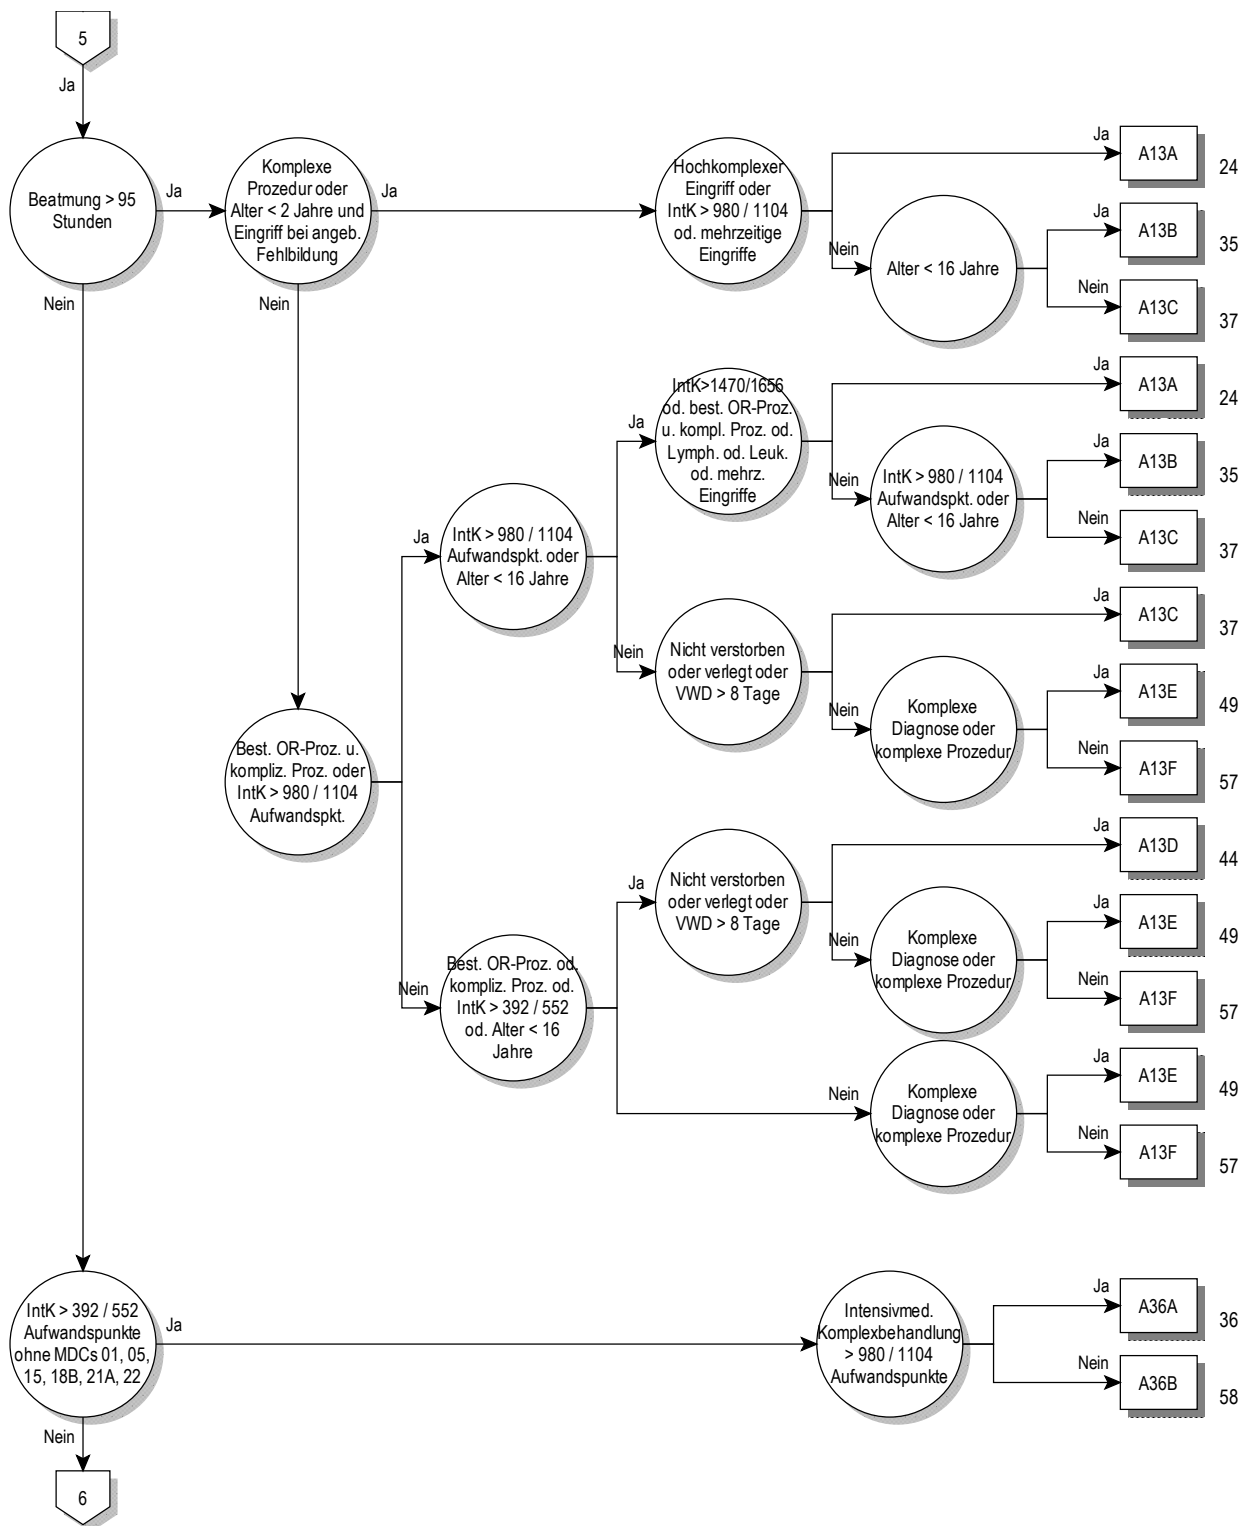 5
Ja
Beatmung > 95
Stunden
Ja
Nein
Komplexe
Prozedur oder
Alter < 2 Jahre und
Eingriff bei angeb.
Fehlbildung
Ja
Nein
Hochkomplexer
Eingriff oder
IntK > 980 / 1104
od. mehrzeitige
Eingriffe
Ja
A13A
24
Nein
Alter < 16 Jahre
Ja
A13B
35
Nein
A13C
37
Best. OR-Proz. u.
kompliz. Proz. oder
IntK > 980 / 1104
Aufwandspkt.
Ja
IntK > 980 / 1104
Aufwandspkt. oder
Alter < 16 Jahre
Ja
IntK>1470/1656
od. best. OR-Proz.
u. kompl. Proz. od.
Lymph. od. Leuk.
od. mehrz.
Eingriffe
Ja
A13A
24
Nein
IntK > 980 / 1104
Aufwandspkt. oder
Alter < 16 Jahre
Ja
A13B
35
Nein
A13C
37
Nein
Nicht verstorben
oder verlegt oder
VWD > 8 Tage
Ja
A13C
37
Nein
Komplexe
Diagnose oder
komplexe Prozedur
Ja
A13E
49
Nein
A13F
57
Nein
Best. OR-Proz. od.
kompliz. Proz. od.
IntK > 392 / 552
od. Alter < 16
Jahre
Ja
Nicht verstorben
oder verlegt oder
VWD > 8 Tage
Ja
A13D
44
Nein
Komplexe
Diagnose oder
komplexe Prozedur
Ja
A13E
49
Nein
A13F
57
Nein
Komplexe
Diagnose oder
komplexe Prozedur
Ja
A13E
49
Nein
A13F
57
IntK > 392 / 552
Aufwandspunkte
ohne MDCs 01, 05,
15, 18B, 21A, 22
Ja
Intensivmed.
Komplexbehandlung
> 980 / 1104
Aufwandspunkte
Ja
A36A
36
Nein
A36B
58
Nein
6